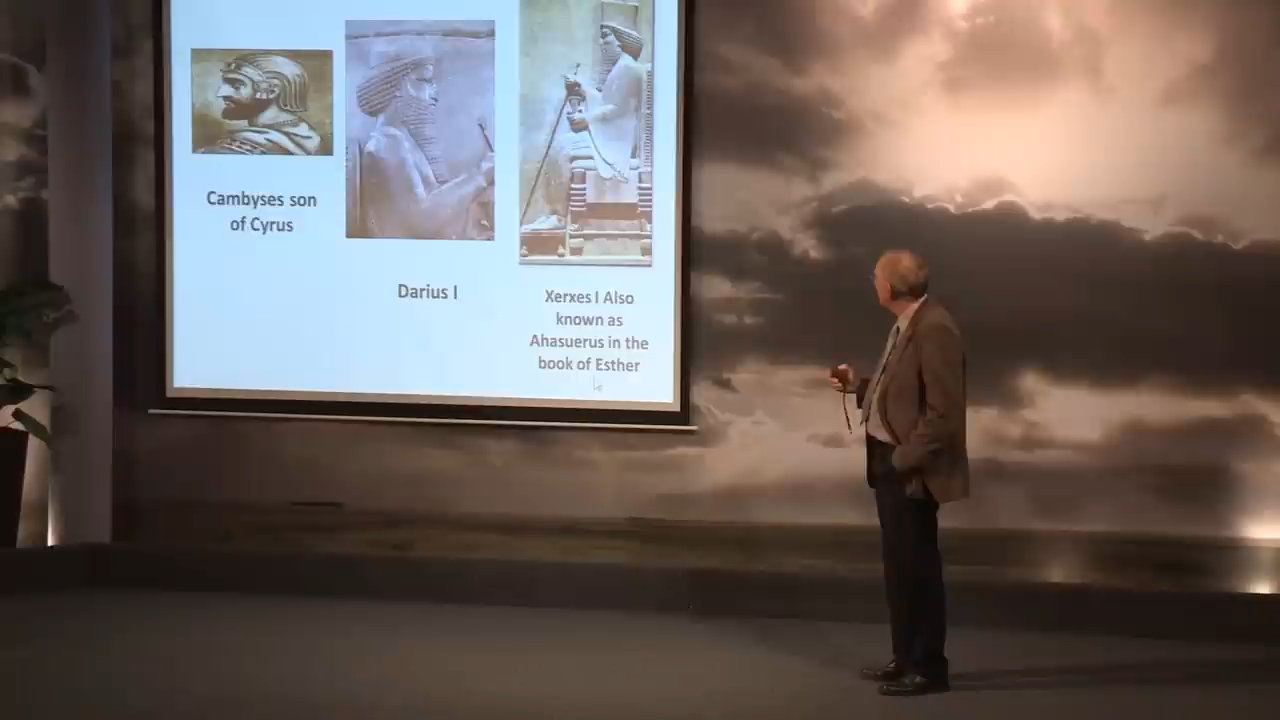 Cambyses son
of Cyrus
Darius I
Xerxes I Also
known as
Ahasuerus in the
book of Esther